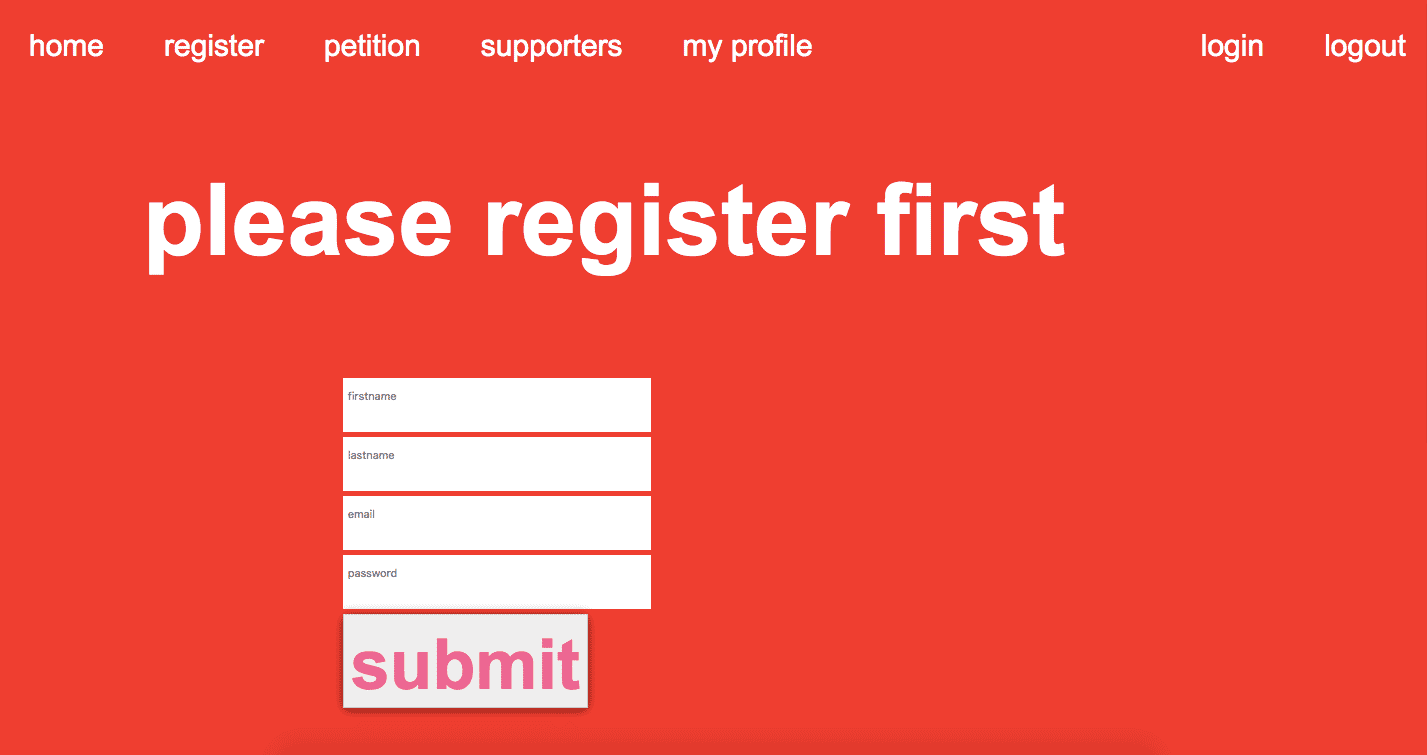 home register petition supporters my profile login logout
please register first
firstname
lastname
email
password
submit